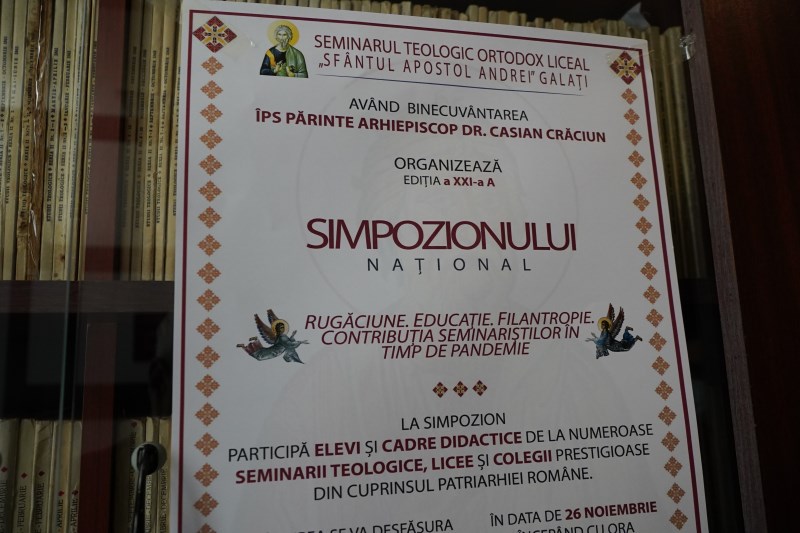 SEMINARUL TEOLOGIC ORTODOX LICEAL
„SFÂNTUL APOSTOL ANDREI” GALAȚI
AVÂND BINECUVÂNTAREA
ÎPS PĂRINTE ARHIEPISCOP DR. CASIAN CRĂCIUN
ORGANIZEAZĂ
EDIȚIA a XXI-a A
SIMPOZIONULUI
NAȚIONAL
RUGĂCIUNE. EDUCAȚIE. FILANTROPIE.
CONTRIBUȚIA SEMINARIȘTILOR ÎN
TIMP DE PANDEMIE
LA SIMPOZION
PARTICIPĂ ELEVI ȘI CADRE DIDACTICE DE LA NUMEROASE
SEMINARII TEOLOGICE, LICEE ȘI COLEGII PRESTIGIOASE
DIN CUPRINSUL PATRIARHIEI ROMÂNE.
SE VA DESFĂȘURA
ÎN DATA DE 26 NOIEMBRIE
ÎNCEPÂND CU ORA